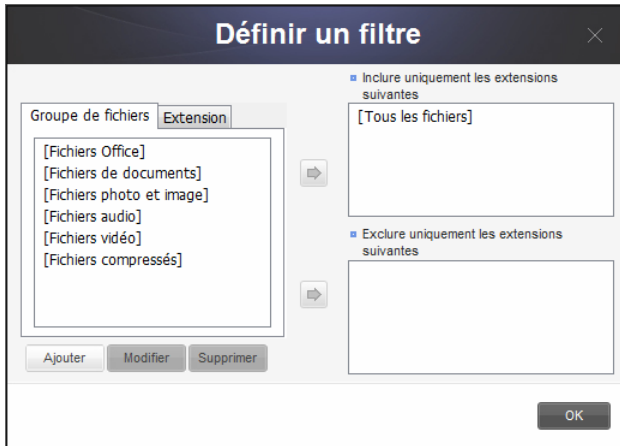 Définir un filtre
Groupe de fichiers
Extension
[Fichiers Office]
[Fichiers de documents]
[Fichiers photo et image]
[Fichiers audio]
[Fichiers vidéo]
[Fichiers compressés]
Ajouter
Modifier
Supprimer
Inclure uniquement les extensions
suivantes
[Tous les fichiers]
Exclure uniquement les extensions
suivantes
OK